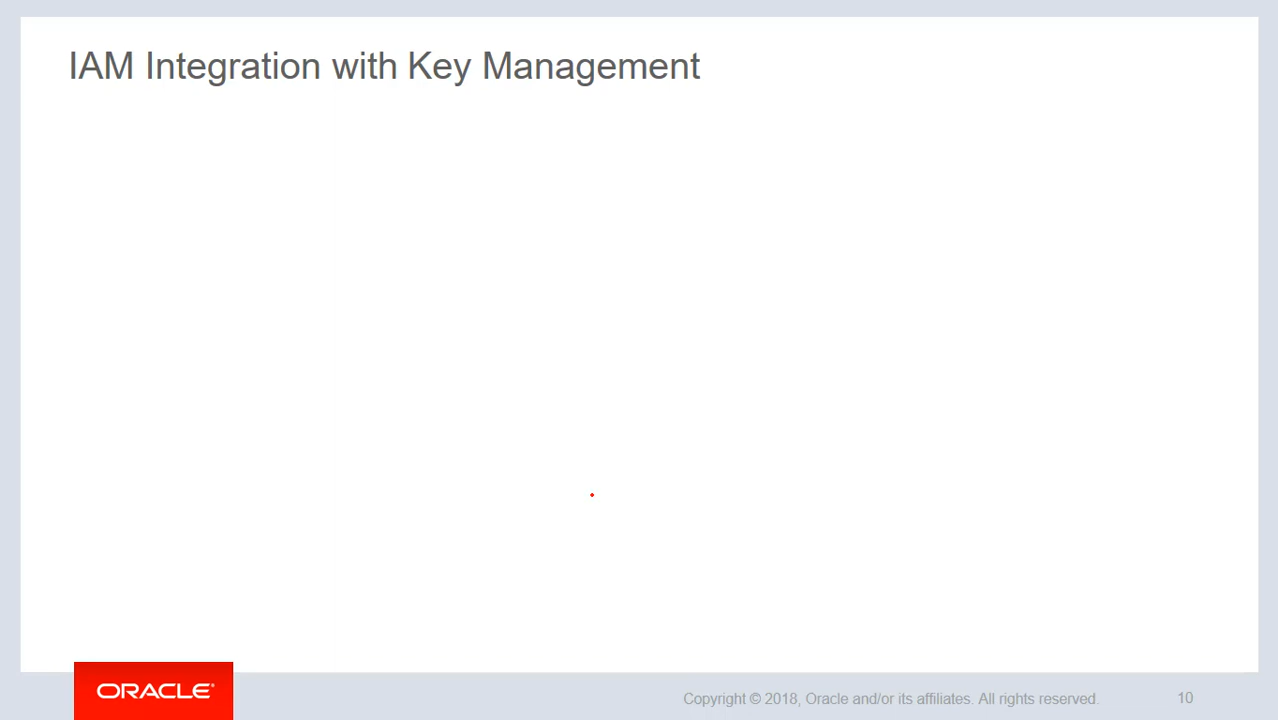 IAM Integration with Key Management
ORACLE®
Copyright © 2018, Oracle and/or its affiliates. All rights reserved.
10